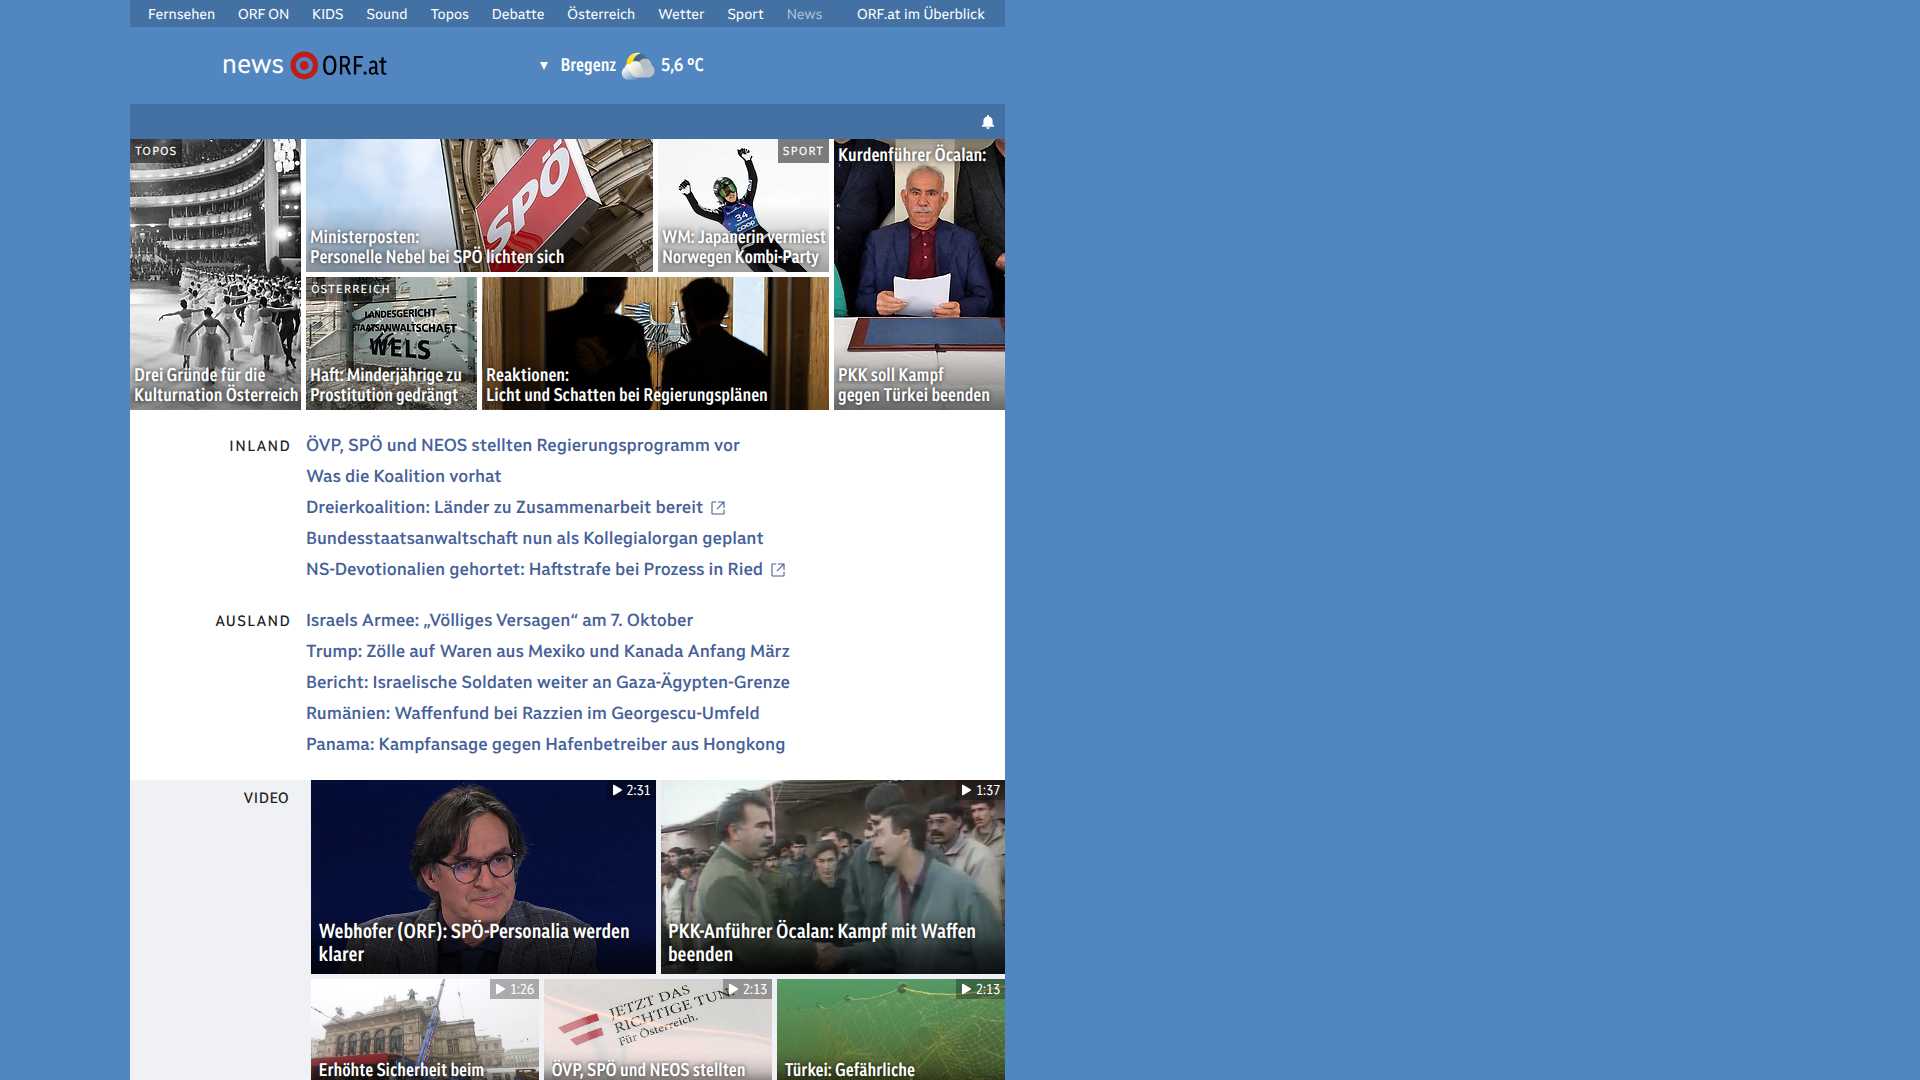 Fernsehen ORF ON KIDS Sound Topos Debatte Österreich Wetter Sport News ORF.at im Überblick
news ORF.at
Bregenz 5,6 °C
TOPOS
Drei Gründe für die
Kulturnation Österreich
SPÖ
Ministerposten:
Personelle Nebel bei SPÖ lichten sich
SPORT
34
coop
WM: Japanerin vermiest
Norwegen Kombi-Party
Kurdenführer Öcalan:
PKK soll Kampf
gegen Türkei beenden
ÖSTERREICH
LANDESGERICHT
STAATSANWALTSCHAFT
WELS
Haft: Minderjährige zu
Prostitution gedrängt
Reaktionen:
Licht und Schatten bei Regierungsplänen
INLAND
ÖVP, SPÖ und NEOS stellten Regierungsprogramm vor
Was die Koalition vorhat
Dreierkoalition: Länder zu Zusammenarbeit bereit
Bundesstaatsanwaltschaft nun als Kollegialorgan geplant
NS-Devotionalien gehortet: Haftstrafe bei Prozess in Ried
AUSLAND
Israels Armee: „Völliges Versagen“ am 7. Oktober
Trump: Zölle auf Waren aus Mexiko und Kanada Anfang März
Bericht: Israelische Soldaten weiter an Gaza-Ägypten-Grenze
Rumänien: Waffenfund bei Razzien im Georgescu-Umfeld
Panama: Kampfansage gegen Hafenbetreiber aus Hongkong
VIDEO
2:31
Webhofer (ORF): SPÖ-Personalia werden
klarer
1:37
PKK-Anführer Öcalan: Kampf mit Waffen
beenden
1:26
Erhöhte Sicherheit beim
2:13
JETZT DAS
RICHTIGE TUN.
Für Österreich.
ÖVP, SPÖ und NEOS stellten
2:13
Türkei: Gefährliche